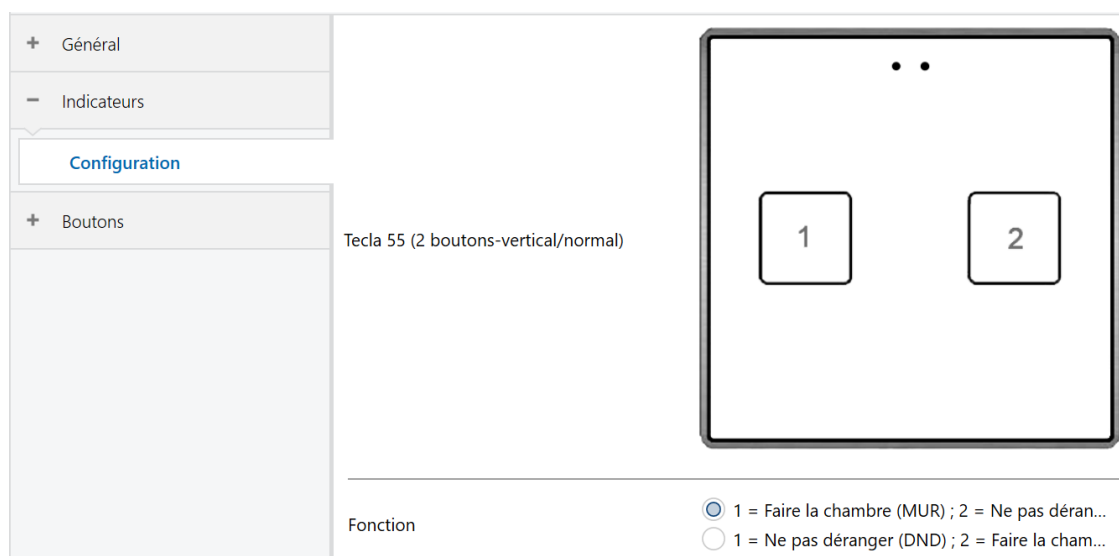 + Général
− Indicateurs
Configuration
+ Boutons
Tecla 55 (2 boutons-vertical/normal)
1
2
Fonction
1 = Faire la chambre (MUR) ; 2 = Ne pas déran...
1 = Ne pas déranger (DND) ; 2 = Faire la cham...